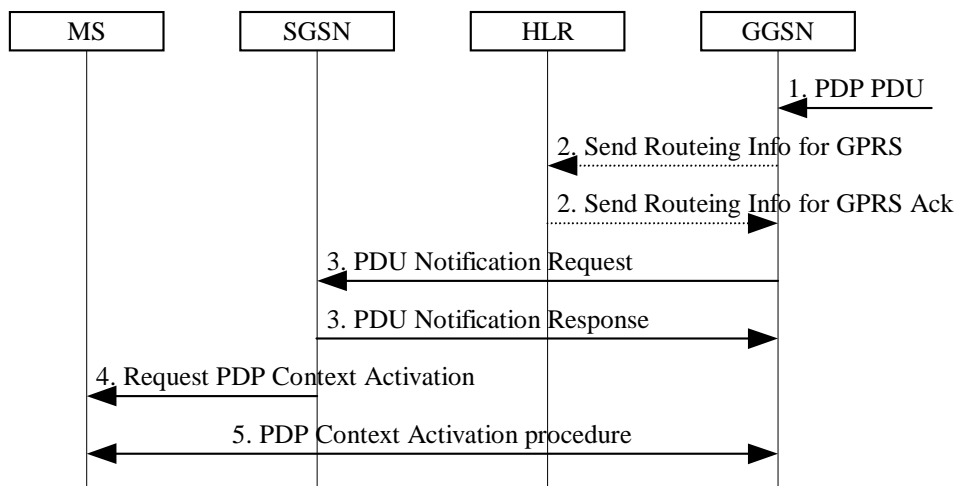 MS
SGSN
HLR
GGSN
1. PDP PDU
2. Send Routeing Info for GPRS
2. Send Routeing Info for GPRS Ack
3. PDU Notification Request
3. PDU Notification Response
4. Request PDP Context Activation
5. PDP Context Activation procedure